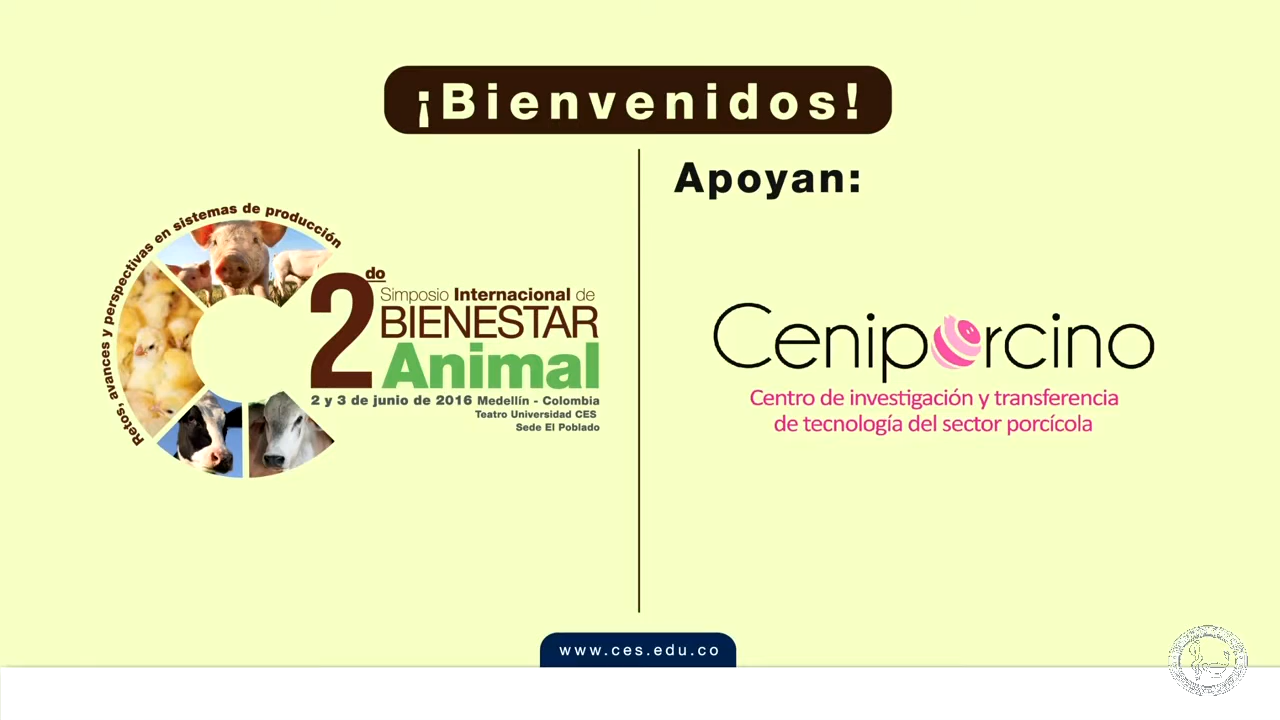 ¡Bienvenidos!
Retos, avances y perspectivas en sistemas de producción
2do
Simposio Internacional de
BIENESTAR
Animal
2 y 3 de junio de 2016 Medellín - Colombia
Teatro Universidad CES
Sede El Poblado
Apoyan:
Ceniporcino
Centro de investigación y transferencia
de tecnología del sector porcícola
www.ces.edu.co